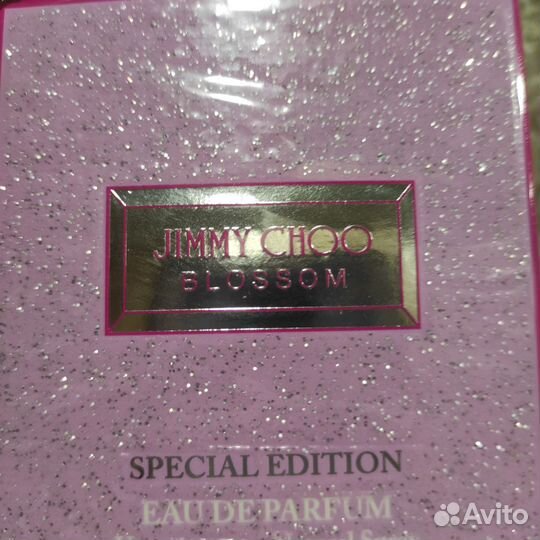 JIMMY CHOO
BLOSSOM
SPECIAL EDITION
EAU DE PARFUM
Avito